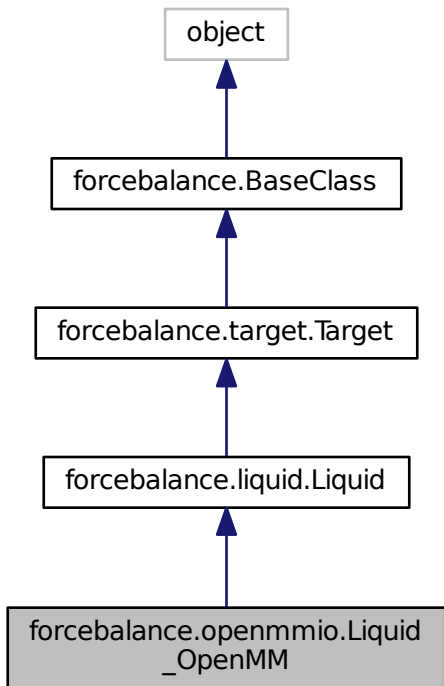 object
forcebalance.BaseClass
forcebalance.target.Target
forcebalance.liquid.Liquid
forcebalance.openmmio.Liquid
_OpenMM